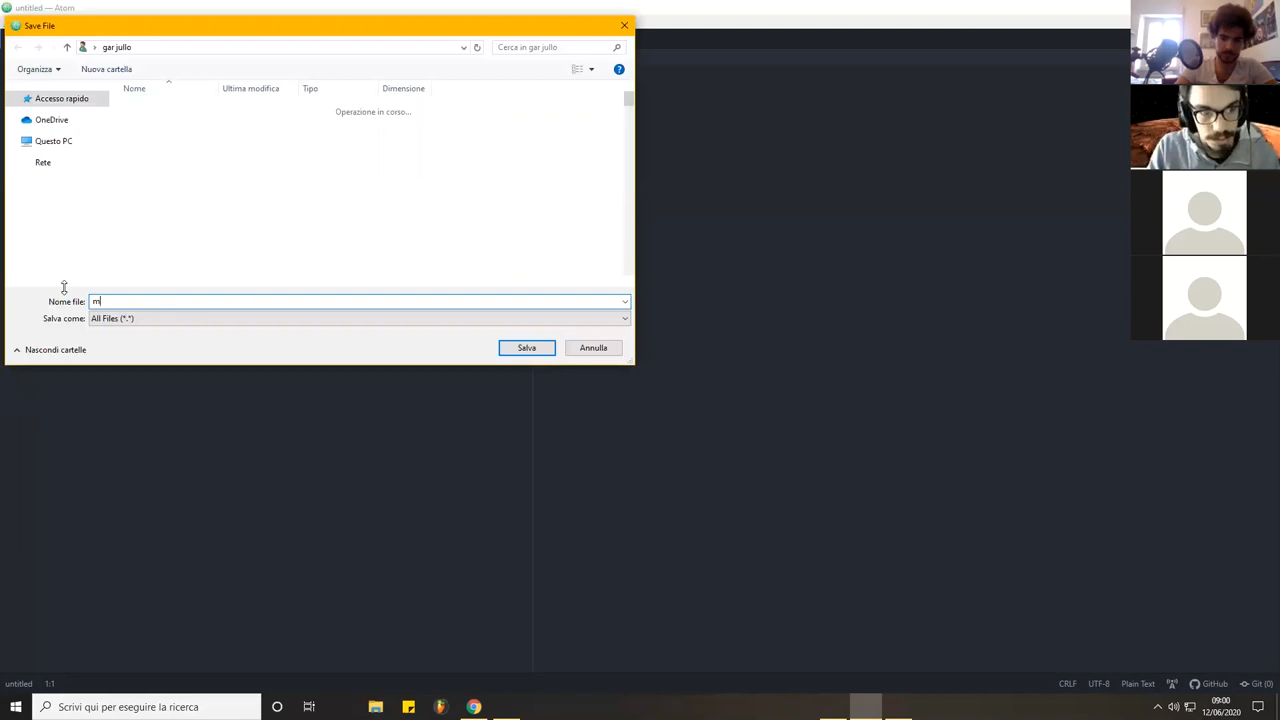 untitled — Atom
Save File
gar jullo
Cerca in gar jullo
Organizza
Nuova cartella
Nome
Ultima modifica
Tipo
Dimensione
Accesso rapido
Operazione in corso...
OneDrive
Questo PC
Rete
Nome file:
m
Salva come:
All Files (*.*)
Nascondi cartelle
Salva
Annulla
untitled
1:1
CRLF
UTF-8
Plain Text
GitHub
Git (0)
Scrivi qui per eseguire la ricerca
09:00
12/06/2020